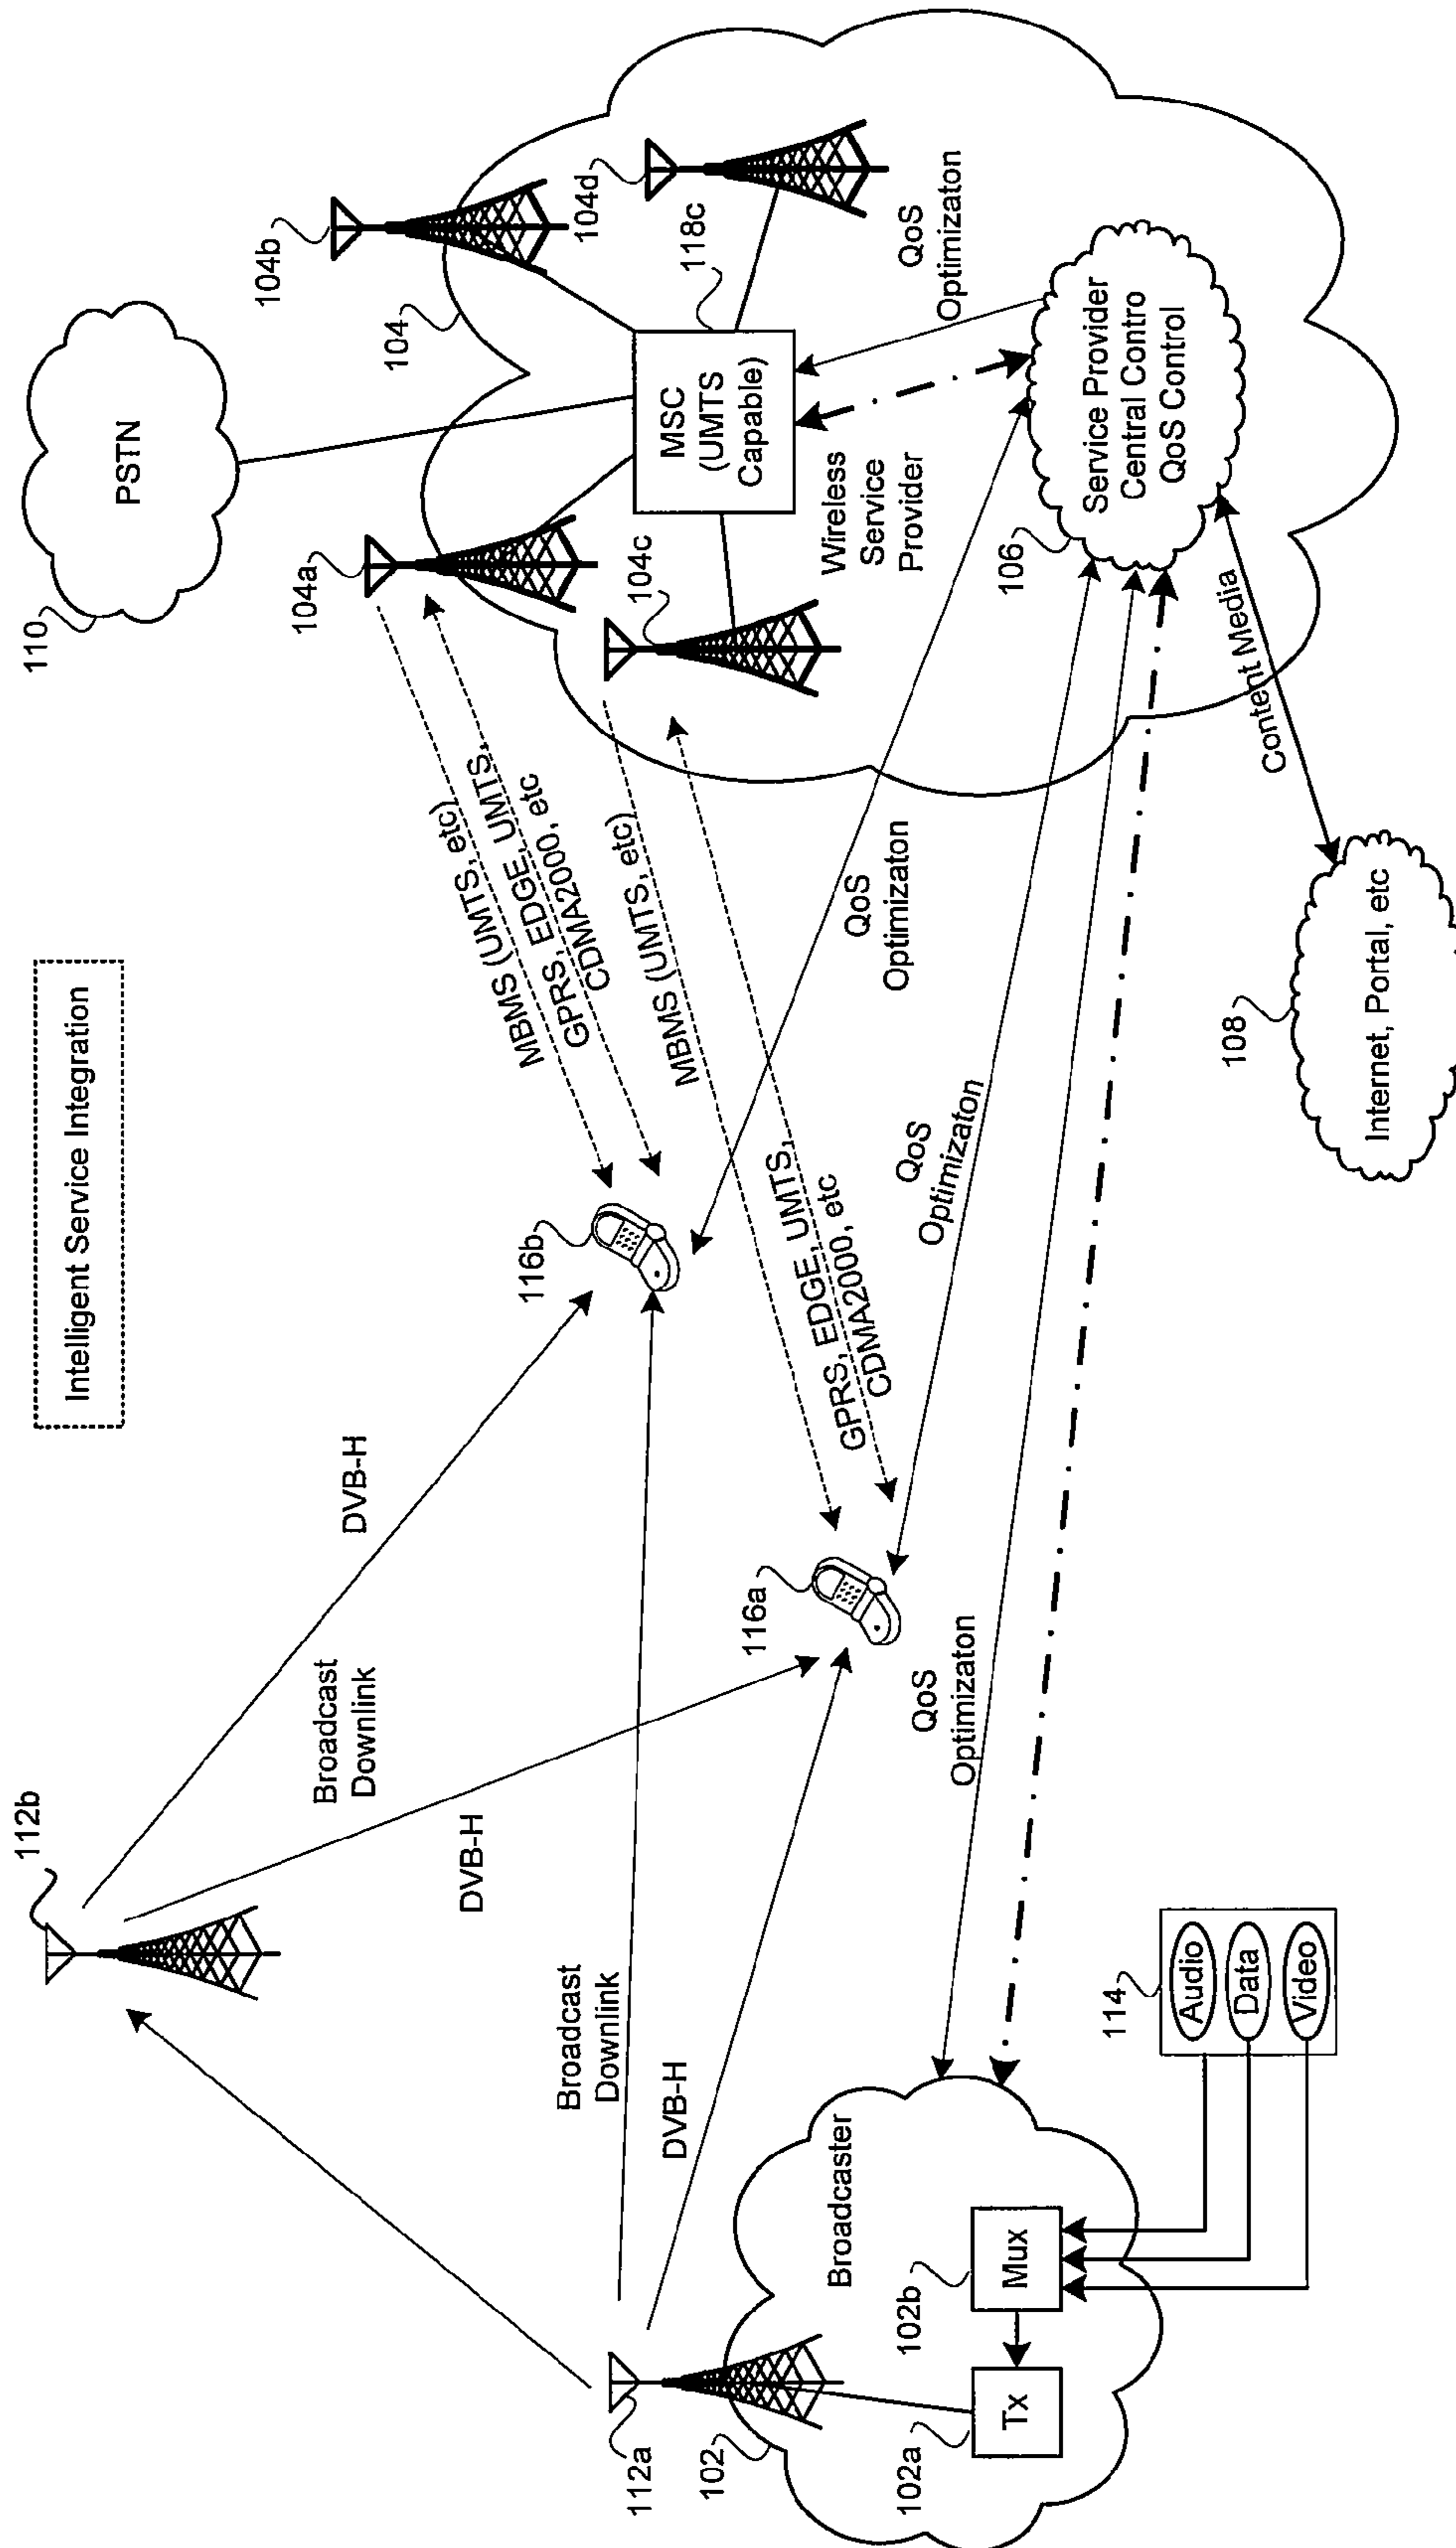 112b
110
Intelligent Service Integration
PSTN
104b
104a
Broadcast
Downlink
DVB-H
104
DVB-H
MBMS (UMTS, etc)
GPRS, EDGE, UMTS,
CDMA2000, etc
116b
104d
Broadcast
Downlink
112a
104c
118c
DVB-H
MBMS (UMTS, etc)
MSC
(UMTS
Capable)
102
116a
GPRS, EDGE, UMTS,
CDMA2000, etc
Broadcaster
Wireless
Service
Provider
QoS
Optimizaton
QoS
Optimizaton
102a
102b
QoS
Optimizaton
QoS
Optimizaton
106
Tx
Mux
Service Provider
Central Contro
QoS Control
114
Audio
Data
Video
108
Content Media
Internet, Portal, etc